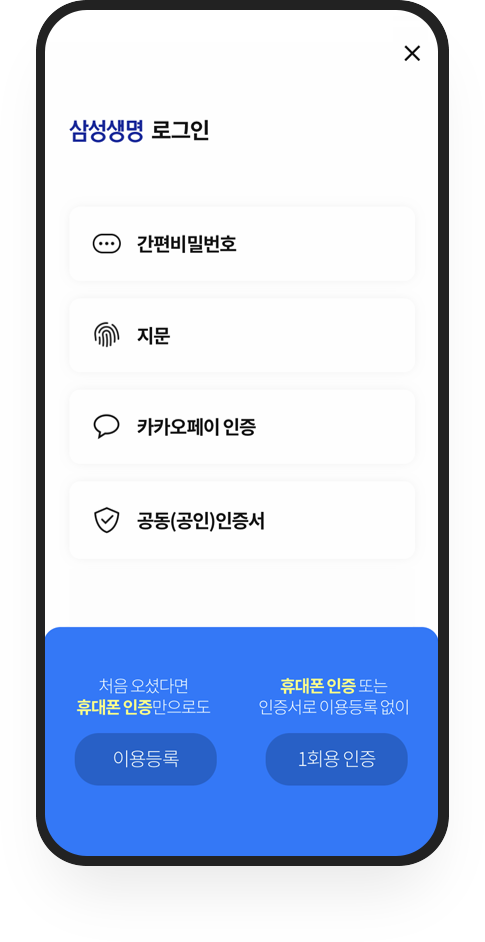 삼성생명 로그인
간편비밀번호
지문
카카오페이 인증
공동(공인)인증서
처음 오셨다면
휴대폰 인증만으로도
이용등록
휴대폰 인증 또는
인증서로 이용등록 없이
1회용 인증